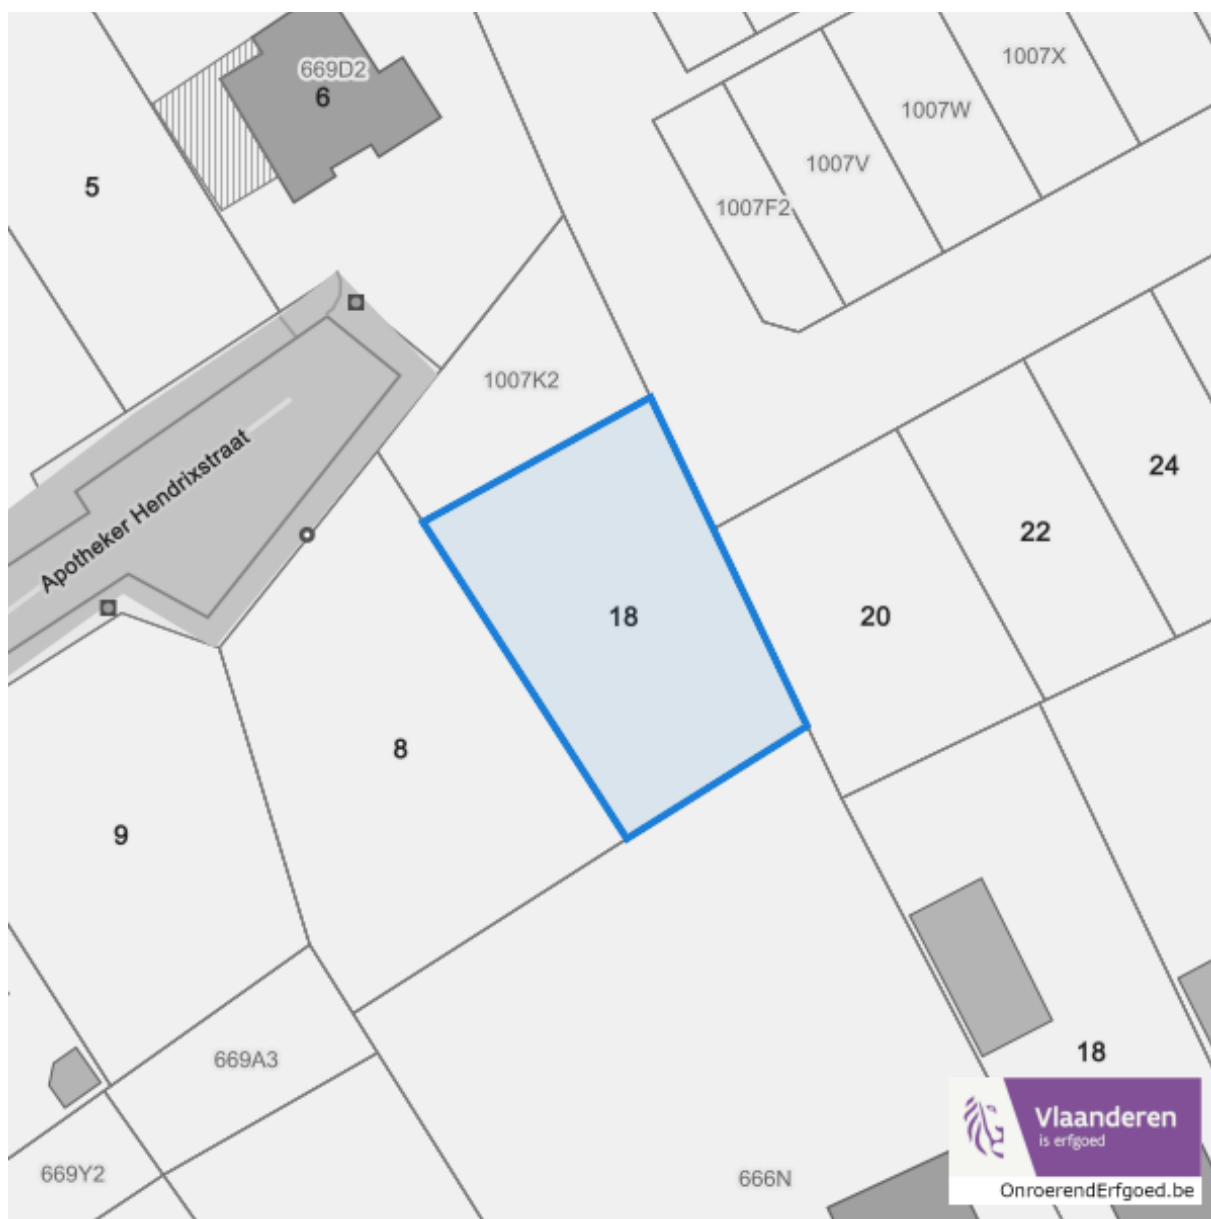 669D2
6
5
1007X
1007W
1007V
1007F2
1007K2
Apotheker Hendrixstraat
24
22
18
20
8
9
669A3
18
669Y2
666N
Vlaanderen
is erfgoed
OnroerendErfgoed.be